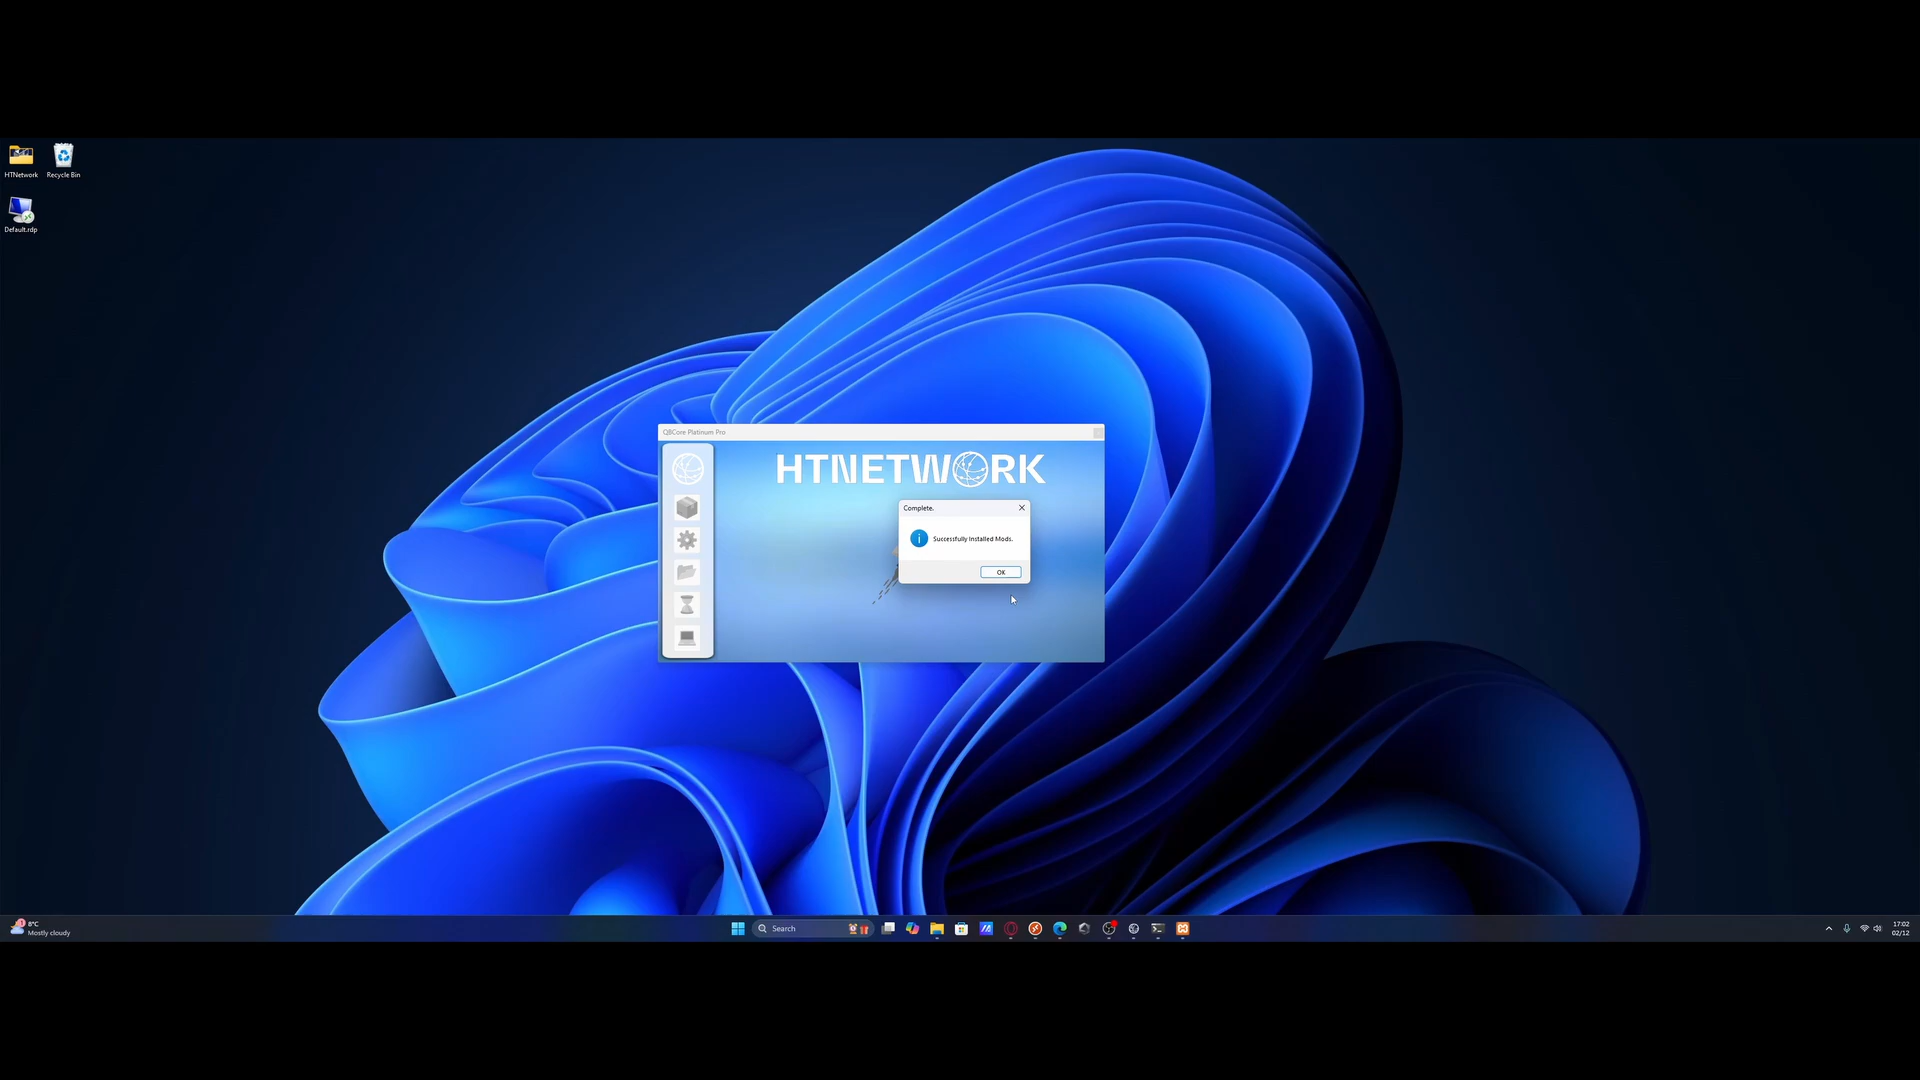 HTNetwork
Recycle Bin
Default.rdp
QBCore Platinum Pro
HTNETWORK
Complete.
Successfully Installed Mods.
OK
1
8°C
Mostly cloudy
Search
17:02
02/12